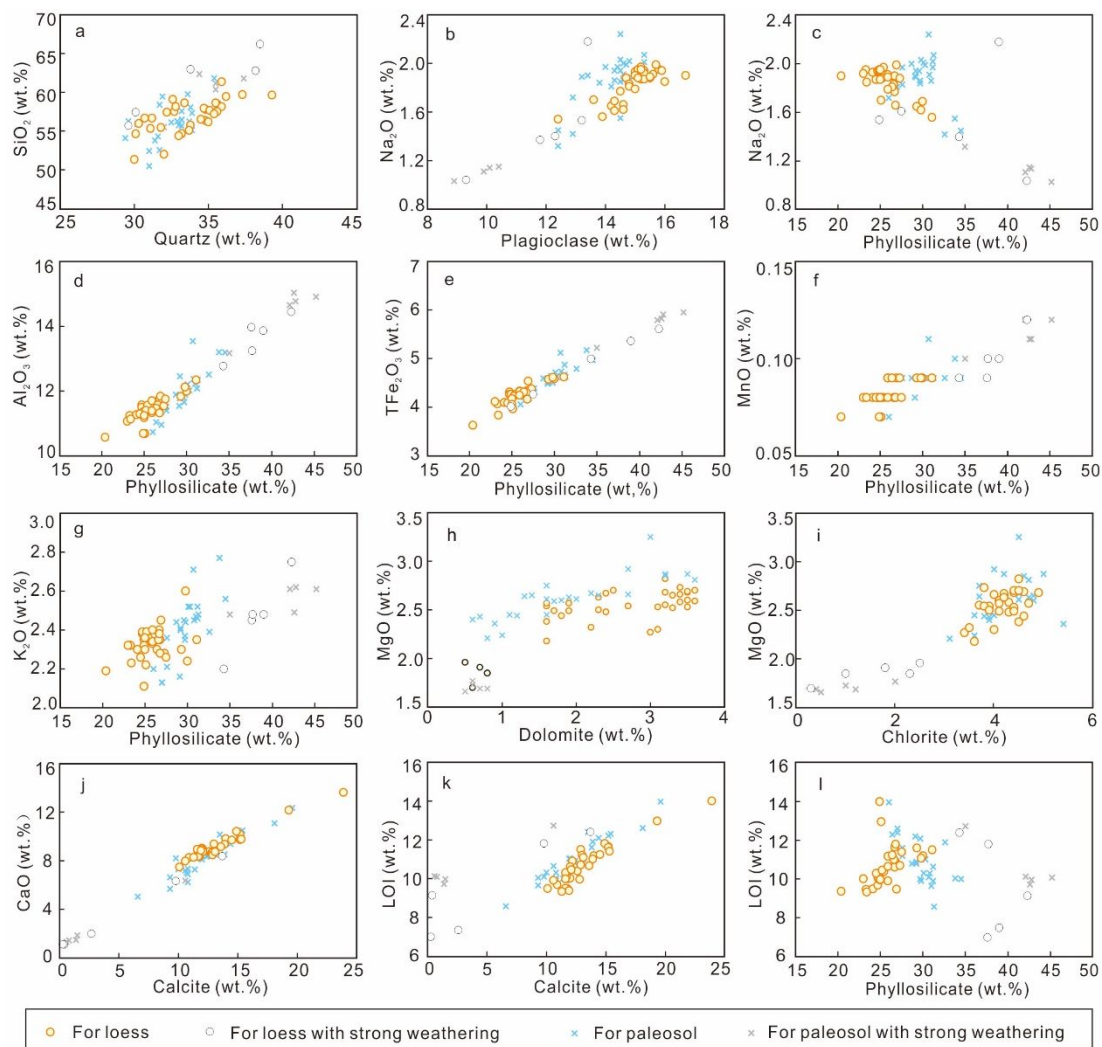 a
b
c
70
65
60
55
50
45
SiO₂ (wt.%)
25 30 35 40 45
Quartz (wt.%)
2.4
2.0
1.6
1.2
0.8
Na₂O (wt.%)
8 10 12 14 16 18
Plagioclase (wt.%)
2.4
2.0
1.6
1.2
0.8
Na₂O (wt.%)
15 20 25 30 35 40 45 50
Phyllosilicate (wt.%)
d
e
f
16
14
12
10
Al₂O₃ (wt.%)
15 20 25 30 35 40 45 50
Phyllosilicate (wt.%)
7
6
5
4
3
TFe₂O₃ (wt.%)
15 20 25 30 35 40 45 50
Phyllosilicate (wt,%)
0.15
0.10
0.05
MnO (wt.%)
15 20 25 30 35 40 45 50
Phyllosilicate (wt.%)
g
h
i
3.0
2.8
2.6
2.4
2.2
2.0
K₂O (wt.%)
15 20 25 30 35 40 45 50
Phyllosilicate (wt.%)
3.5
3.0
2.5
2.0
1.5
MgO (wt.%)
0 1 2 3 4
Dolomite (wt.%)
3.5
3.0
2.5
2.0
1.5
MgO (wt.%)
0 2 4 6
Chlorite (wt.%)
j
k
l
16
12
8
4
0
CaO (wt.%)
0 5 10 15 20 25
Calcite (wt.%)
16
14
12
10
8
6
LOI (wt.%)
0 5 10 15 20 25
Calcite (wt.%)
16
14
12
10
8
6
LOI (wt.%)
15 20 25 30 35 40 45 50
Phyllosilicate (wt.%)
For loess For loess with strong weathering For paleosol For paleosol with strong weathering